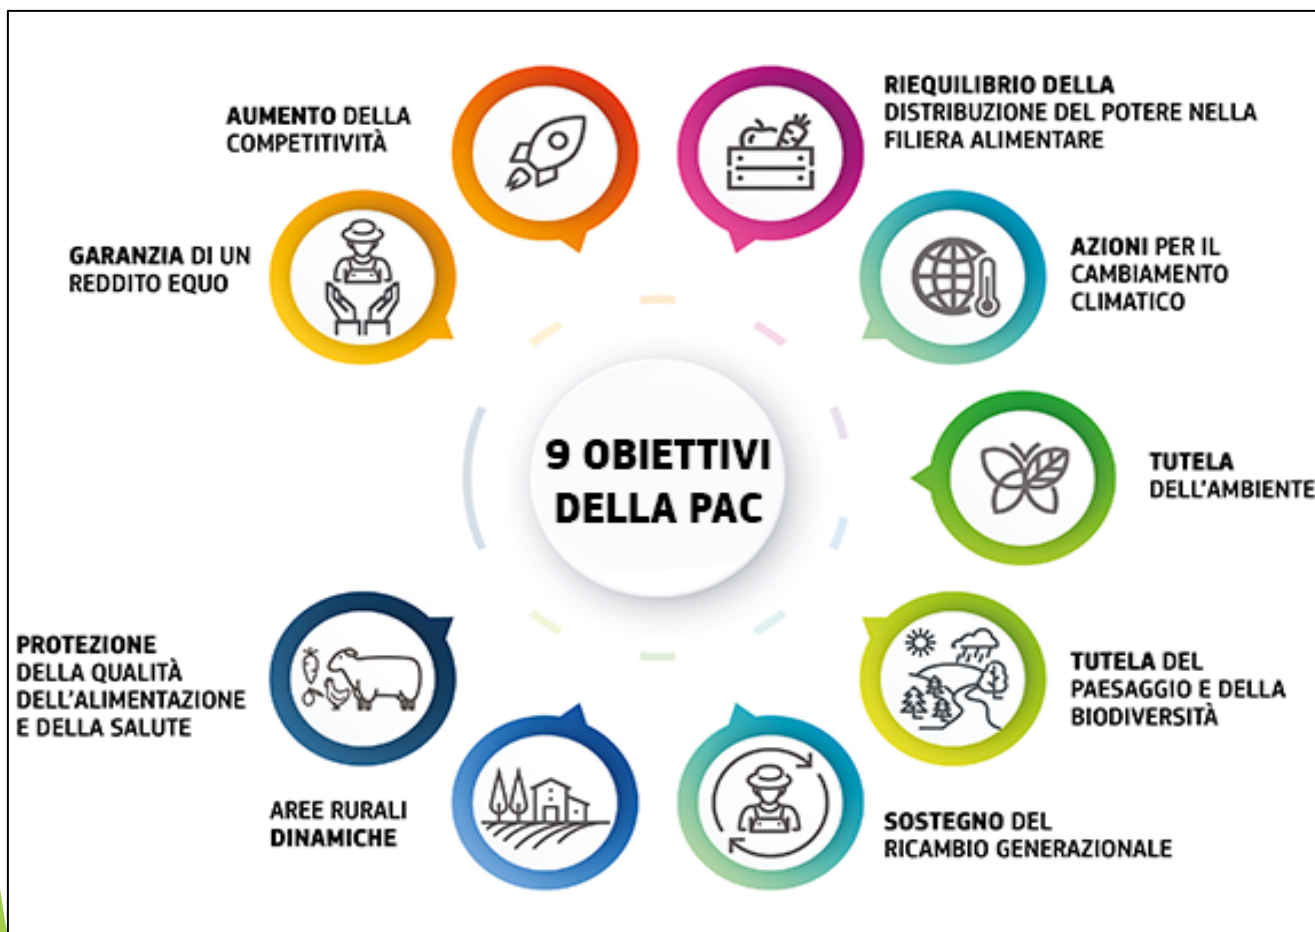 9 OBIETTIVI
DELLA PAC
GARANZIA DI UN
REDDITO EQUO
AUMENTO DELLA
COMPETITIVITÀ
RIEQUILIBRIO DELLA
DISTRIBUZIONE DEL POTERE NELLA
FILIERA ALIMENTARE
AZIONI PER IL
CAMBIAMENTO
CLIMATICO
TUTELA
DELL'AMBIENTE
TUTELA DEL
PAESAGGIO E DELLA
BIODIVERSITÀ
SOSTEGNO DEL
RICAMBIO GENERAZIONALE
AREE RURALI
DINAMICHE
PROTEZIONE
DELLA QUALITÀ
DELL'ALIMENTAZIONE
E DELLA SALUTE